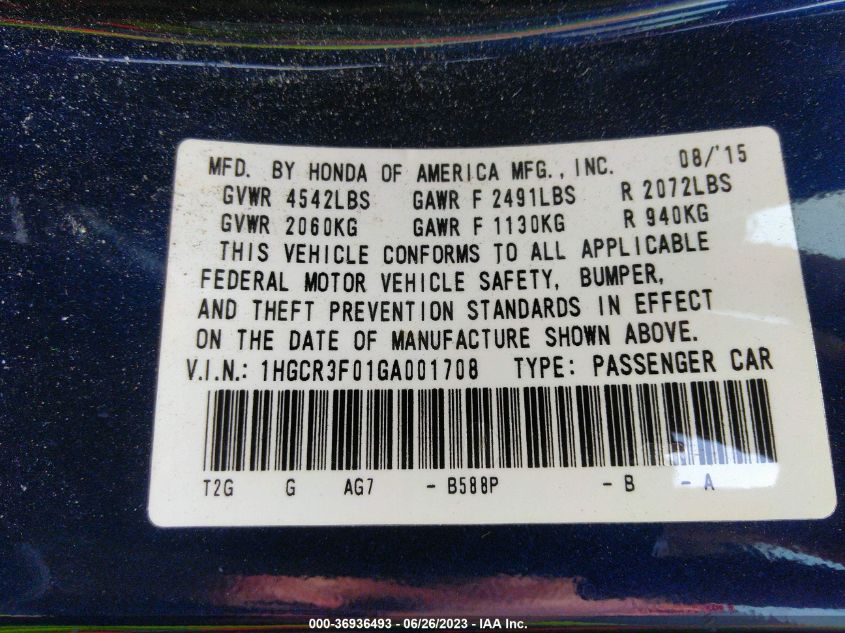 MFD. BY HONDA OF AMERICA MFG., INC. 08/'15
GVWR 4542LBS GAWR F 2491LBS R 2072LBS
GVWR 2060KG GAWR F 1130KG R 940KG
THIS VEHICLE CONFORMS TO ALL APPLICABLE
FEDERAL MOTOR VEHICLE SAFETY, BUMPER,
AND THEFT PREVENTION STANDARDS IN EFFECT
ON THE DATE OF MANUFACTURE SHOWN ABOVE.
V.I.N.: 1HGCR3F01GA001708 TYPE: PASSENGER CAR
T2G G AG7 - B588P - B - A
000-36936493 - 06/26/2023 - IAA Inc.